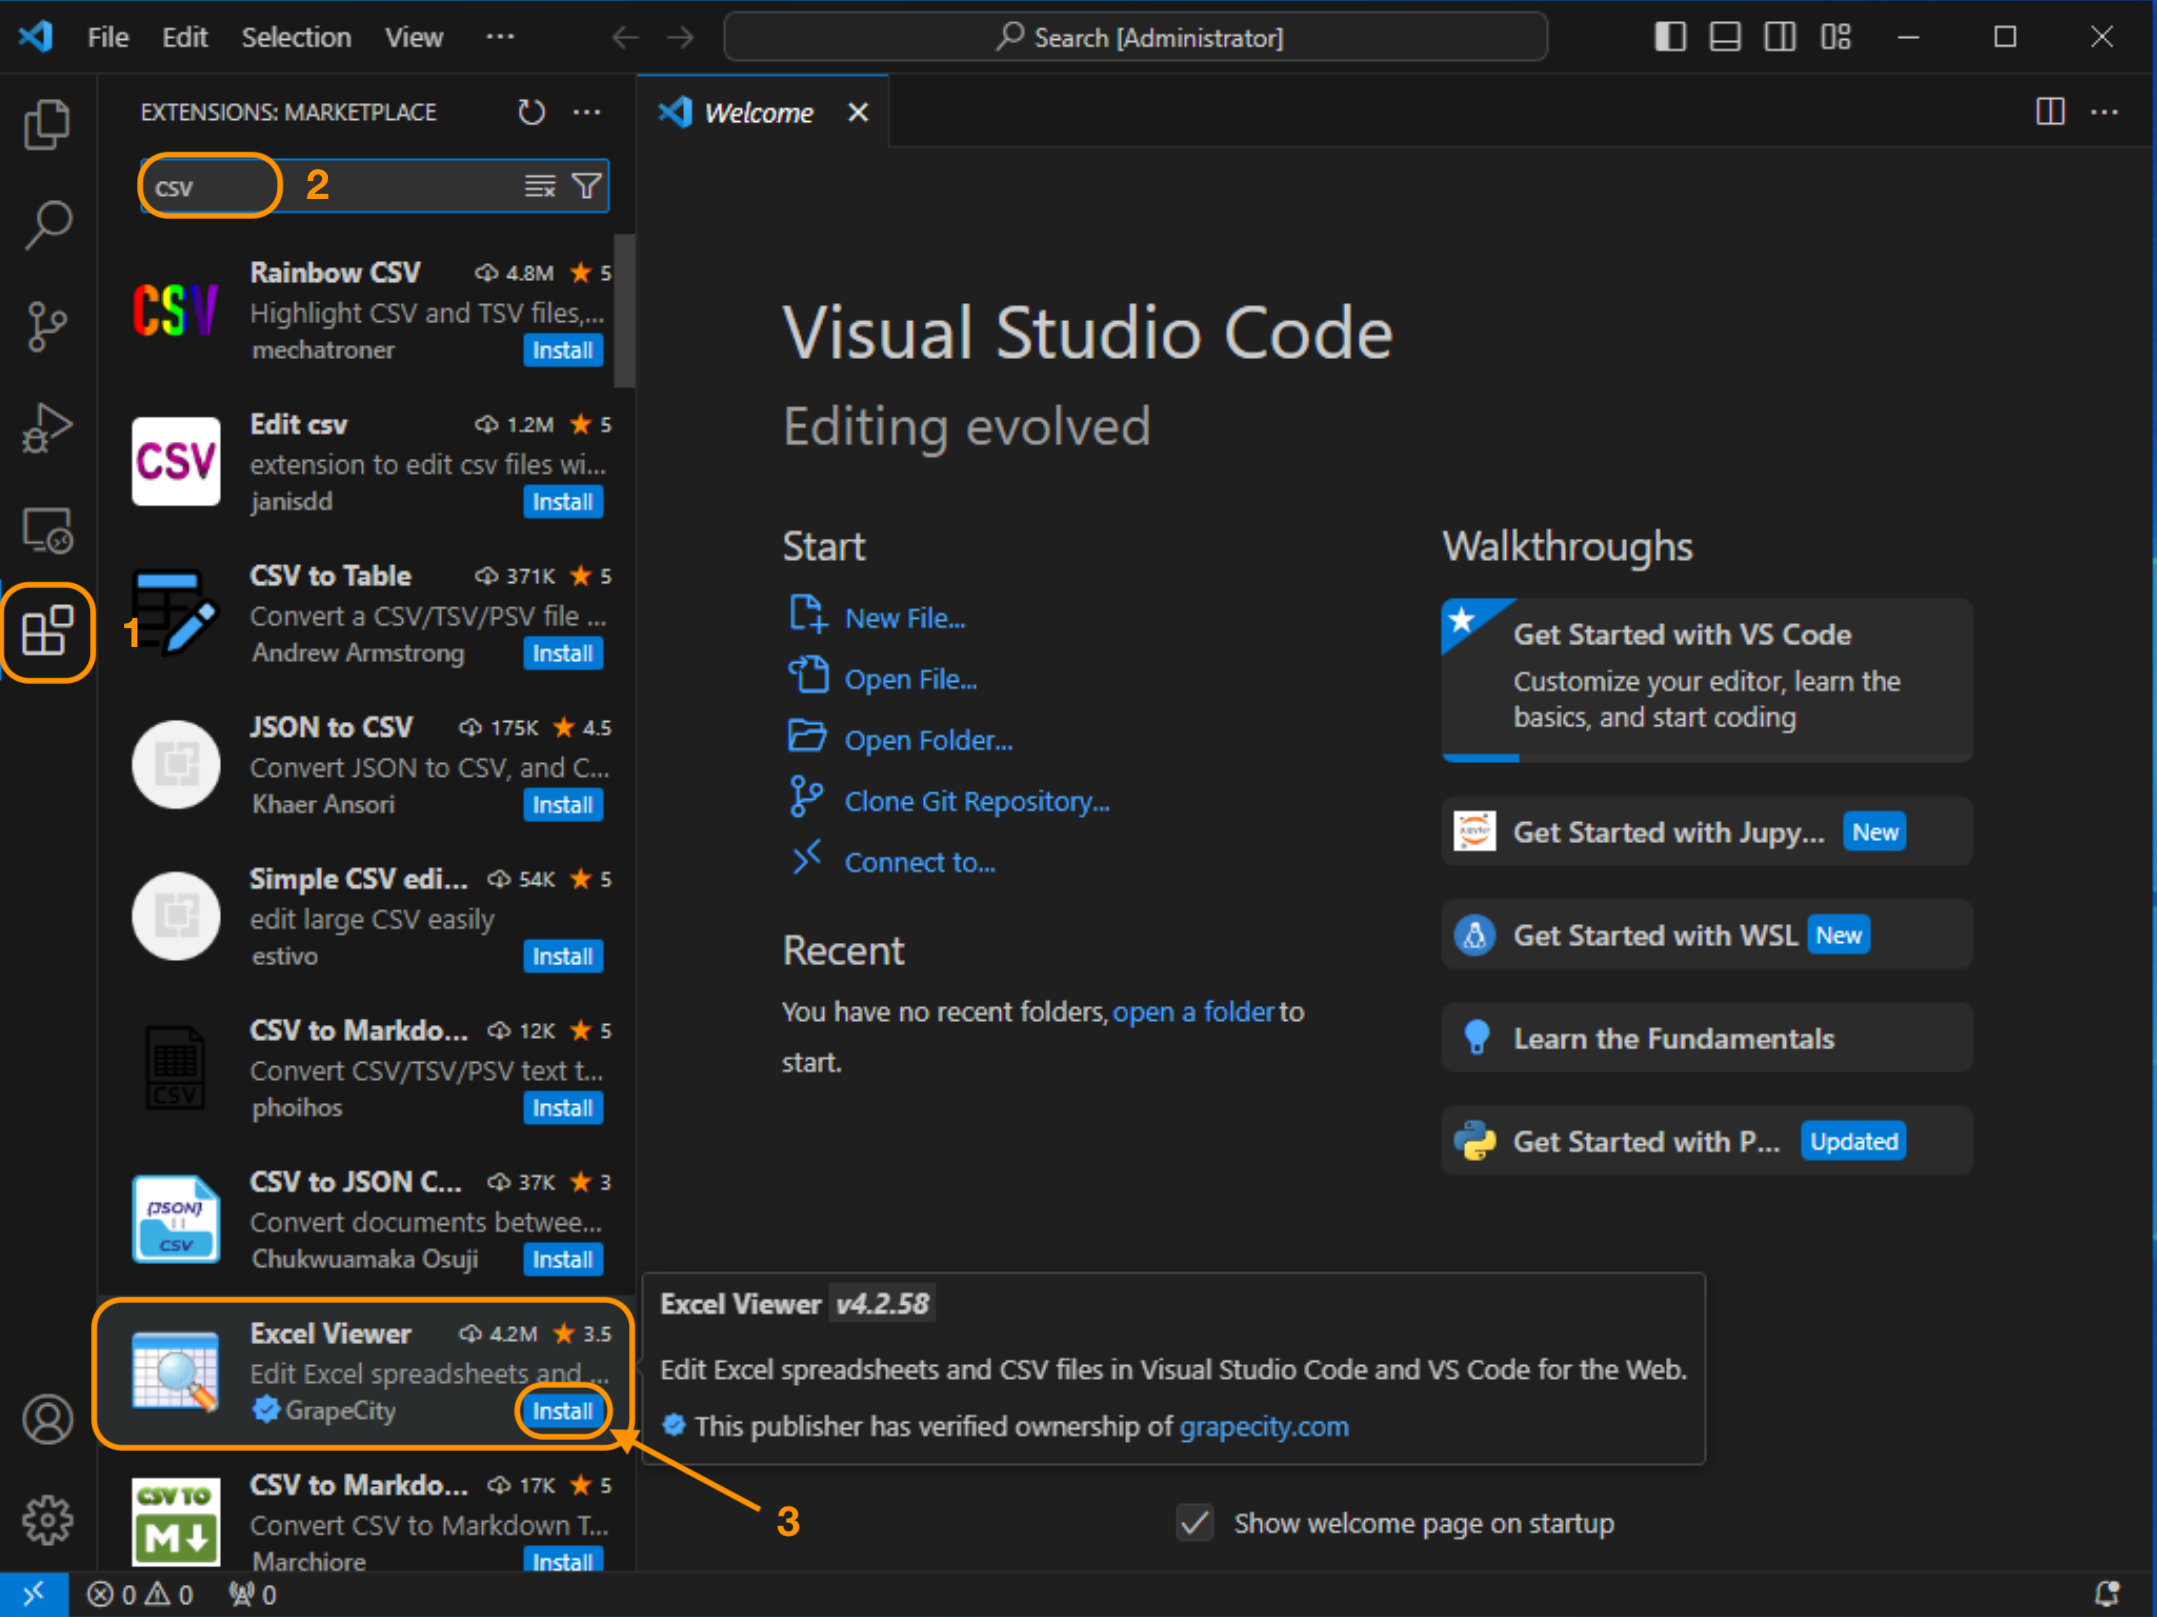 File Edit Selection View ···
Search [Administrator]
EXTENSIONS: MARKETPLACE
csv
2
Rainbow CSV 4.8M ★ 5
Highlight CSV and TSV files,...
mechatroner Install
CSV
Edit csv 1.2M ★ 5
extension to edit csv files wi...
janisdd Install
CSV
CSV to Table 371K ★ 5
Convert a CSV/TSV/PSV file ...
Andrew Armstrong Install
1
JSON to CSV 175K ★ 4.5
Convert JSON to CSV, and C...
Khaer Ansori Install
Simple CSV edi... 54K ★ 5
edit large CSV easily
estivo Install
CSV to Markdo... 12K ★ 5
Convert CSV/TSV/PSV text t...
phoihos Install
CSV
CSV to JSON C... 37K ★ 3
Convert documents betwee...
Chukwuamaka Osuji Install
{JSON}
CSV
Excel Viewer 4.2M ★ 3.5
Edit Excel spreadsheets and ...
GrapeCity Install
CSV to Markdo... 17K ★ 5
Convert CSV to Markdown T...
Marchiore Install
CSV TO
M↓
Welcome
Visual Studio Code
Editing evolved
Start
New File...
Open File...
Open Folder...
Clone Git Repository...
Connect to...
Recent
You have no recent folders, open a folder to
start.
Walkthroughs
Get Started with VS Code
Customize your editor, learn the
basics, and start coding
jupyter
Get Started with Jupy... New
Get Started with WSL New
Learn the Fundamentals
Get Started with P... Updated
Excel Viewer v4.2.58
Edit Excel spreadsheets and CSV files in Visual Studio Code and VS Code for the Web.
This publisher has verified ownership of grapecity.com
3
Show welcome page on startup
0 0 0